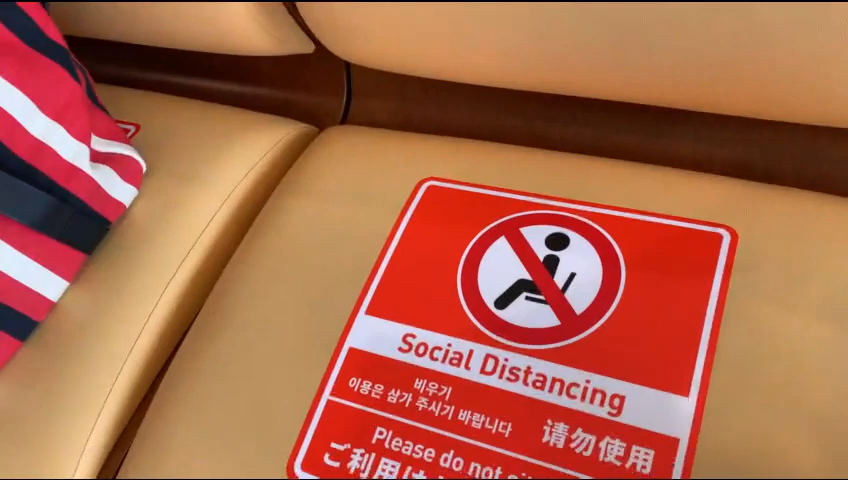 Social Distancing
비우기
이용은 삼가 주시기 바랍니다
请勿使用
Please do not
ご利用は